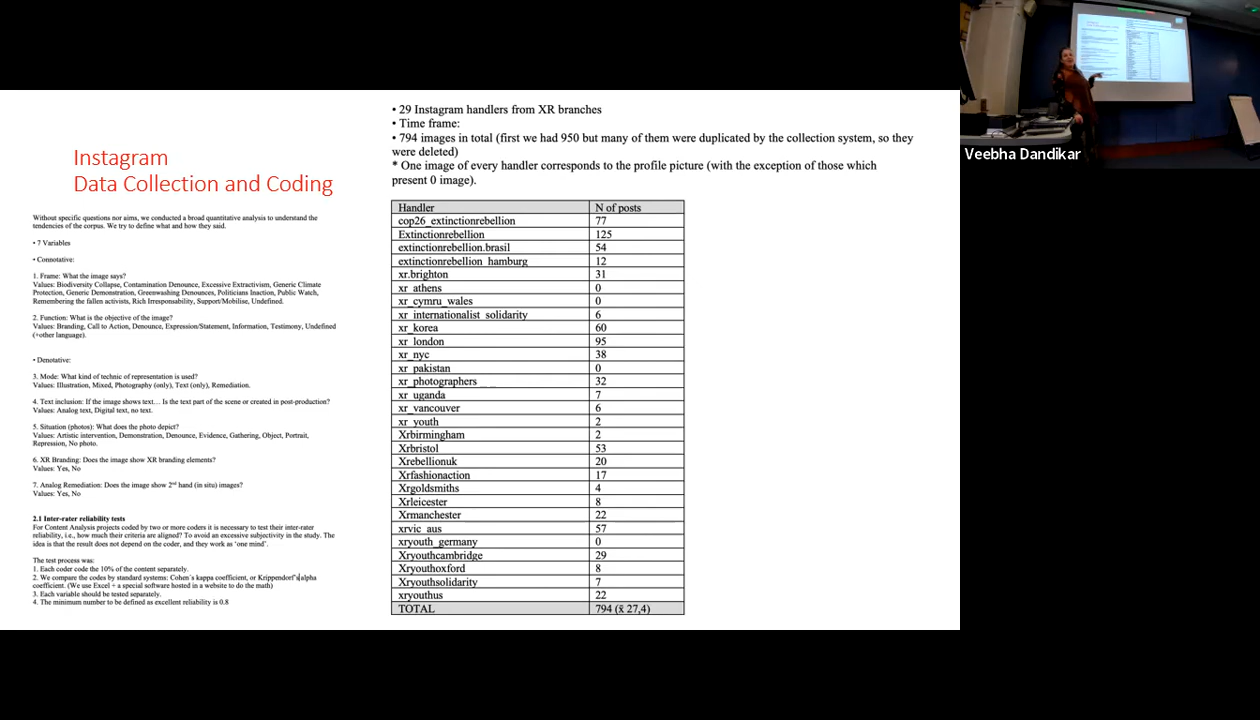 Instagram
Data Collection and Coding
Without specific questions nor aims, we conducted a broad quantitative analysis to understand the
tendencies of the corpus. We try to define what and how they said.
• 7 Variables
• Connotative:
1. Frame: What the image says?
Values: Biodiversity Collapse, Contamination Denounce, Excessive Extractivism, Generic Climate
Protection, Generic Demonstration, Greenwashing Denounces, Politicians Inaction, Public Watch,
Remembering the fallen activists, Rich Irresponsability, Support/Mobilise, Undefined.
2. Function: What is the objective of the image?
Values: Branding, Call to Action, Denounce, Expression/Statement, Information, Testimony, Undefined
(+other language).
• Denotative:
3. Mode: What kind of technic of representation is used?
Values: Illustration, Mixed, Photography (only), Text (only), Remediation.
4. Text inclusion: If the image shows text… Is the text part of the scene or created in post-production?
Values: Analog text, Digital text, no text.
5. Situation (photos): What does the photo depict?
Values: Artistic intervention, Demonstration, Denounce, Evidence, Gathering, Object, Portrait,
Repression, No photo.
6. XR Branding: Does the image show XR branding elements?
Values: Yes, No
7. Analog Remediation: Does the image show 2nd hand (in situ) images?
Values: Yes, No
2.1 Inter-rater reliability tests
For Content Analysis projects coded by two or more coders it is necessary to test their inter-rater
reliability, i.e., how much their criteria are aligned? To avoid an excessive subjectivity in the study. The
idea is that the result does not depend on the coder, and they work as ‘one mind’.
The test process was:
1. Each coder code the 10% of the content separately.
2. We compare the codes by standard systems: Cohen´s kappa coefficient, or Krippendorf's alpha
coefficient. (We use Excel + a special software hosted in a website to do the math)
3. Each variable should be tested separately.
4. The minimum number to be defined as excellent reliability is 0.8
• 29 Instagram handlers from XR branches
• Time frame:
• 794 images in total (first we had 950 but many of them were duplicated by the collection system, so they
were deleted)
* One image of every handler corresponds to the profile picture (with the exception of those which
present 0 image).
Handler N of posts
cop26_extinctionrebellion 77
Extinctionrebellion 125
extinctionrebellion.brasil 54
extinctionrebellion_hamburg 12
xr.brighton 31
xr_athens 0
xr_cymru_wales 0
xr_internationalist_solidarity 6
xr_korea 60
xr_london 95
xr_nyc 38
xr_pakistan 0
xr_photographers 32
xr_uganda 7
xr_vancouver 6
xr_youth 2
Xrbirmingham 2
Xrbristol 53
Xrebellionuk 20
Xrfashionaction 17
Xrgoldsmiths 4
Xrleicester 8
Xrmanchester 22
xrvic_aus 57
xryouth_germany 0
Xryouthcambridge 29
Xryouthoxford 8
Xryouthsolidarity 7
xryouthus 22
TOTAL 794 (x̄ 27,4)
Veebha Dandikar